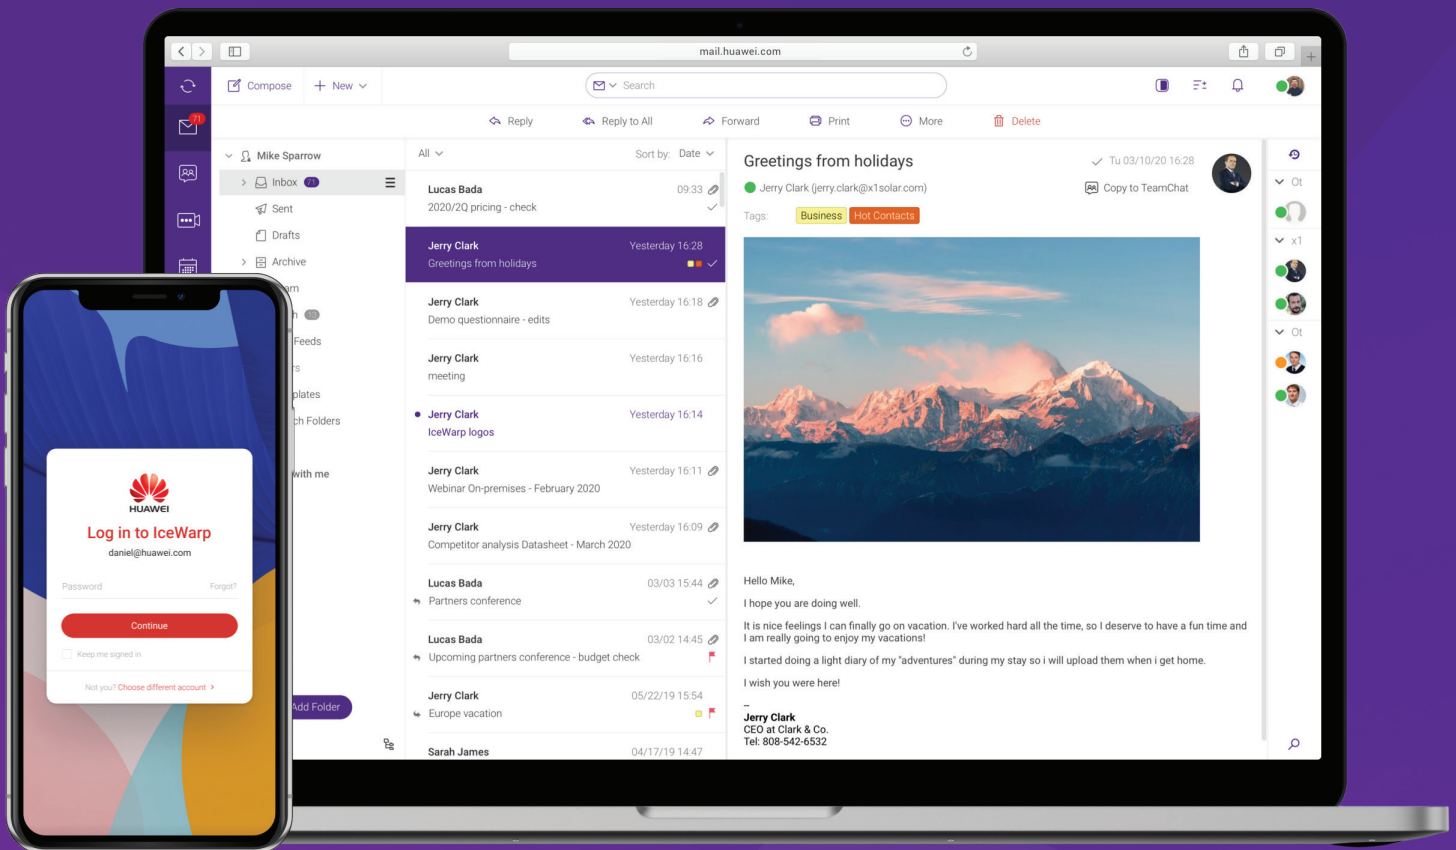 mail.huawei.com
Compose
New
Search
71
Reply
Reply to All
Forward
Print
More
Delete
Mike Sparrow
Inbox 71
Sent
Drafts
Archive
13
Feeds
with me
Add Folder
All
Sort by: Date
Lucas Bada 09:33
2020/2Q pricing - check
Jerry Clark Yesterday 16:28
Greetings from holidays
Jerry Clark Yesterday 16:18
Demo questionnaire - edits
Jerry Clark Yesterday 16:16
meeting
Jerry Clark Yesterday 16:14
IceWarp logos
Jerry Clark Yesterday 16:11
Webinar On-premises - February 2020
Jerry Clark Yesterday 16:09
Competitor analysis Datasheet - March 2020
Lucas Bada 03/03 15:44
Partners conference
Lucas Bada 03/02 14:45
Upcoming partners conference - budget check
Jerry Clark 05/22/19 15:54
Europe vacation
Sarah James 04/17/19 14:47
Greetings from holidays
Tu 03/10/20 16:28
Jerry Clark (jerry.clark@x1solar.com)
Copy to TeamChat
Tags: Business Hot Contacts
Hello Mike,
I hope you are doing well.
It is nice feelings I can finally go on vacation. I've worked hard all the time, so I deserve to have a fun time and
I am really going to enjoy my vacations!
I started doing a light diary of my "adventures" during my stay so i will upload them when i get home.
I wish you were here!
–
Jerry Clark
CEO at Clark & Co.
Tel: 808-542-6532
Ot
x1
Ot
HUAWEI
Log in to IceWarp
daniel@huawei.com
Password Forgot?
Continue
Keep me signed in
Not you? Choose different account >